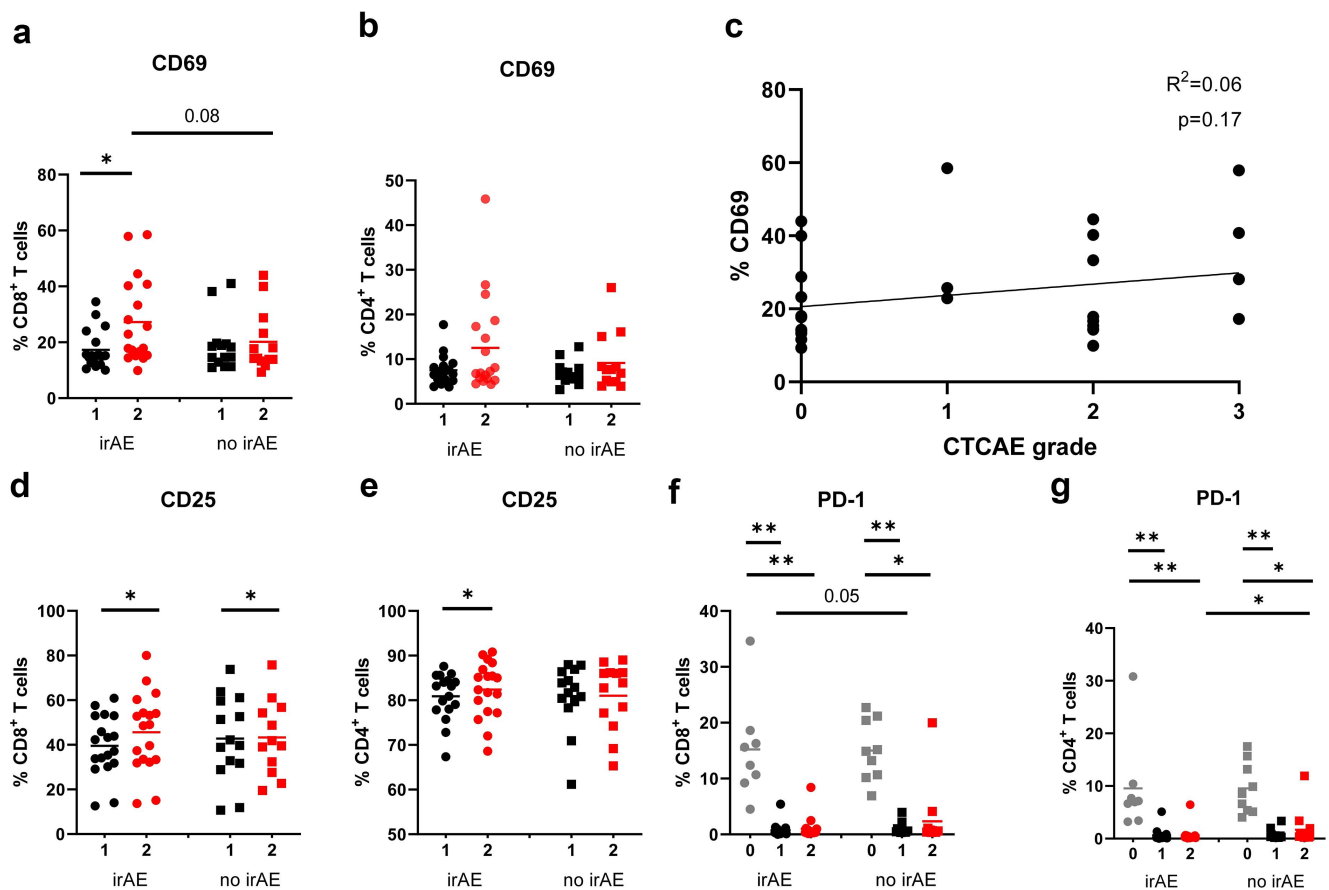 a
CD69
0.08
*
80
60
40
20
0
% CD8+ T cells
1 2 1 2
irAE no irAE
b
CD69
50
40
30
20
10
0
% CD4+ T cells
1 2 1 2
irAE no irAE
c
R2=0.06
p=0.17
80
60
40
20
0
% CD69
0 1 2 3
CTCAE grade
d
CD25
* *
100
80
60
40
20
0
% CD8+ T cells
1 2 1 2
irAE no irAE
e
CD25
*
100
90
80
70
60
50
% CD4+ T cells
1 2 1 2
irAE no irAE
f
PD-1
** **
** *
0.05
40
30
20
10
0
% CD8+ T cells
0 1 2 0 1 2
irAE no irAE
g
PD-1
** **
** *
*
40
30
20
10
0
% CD4+ T cells
0 1 2 0 1 2
irAE no irAE